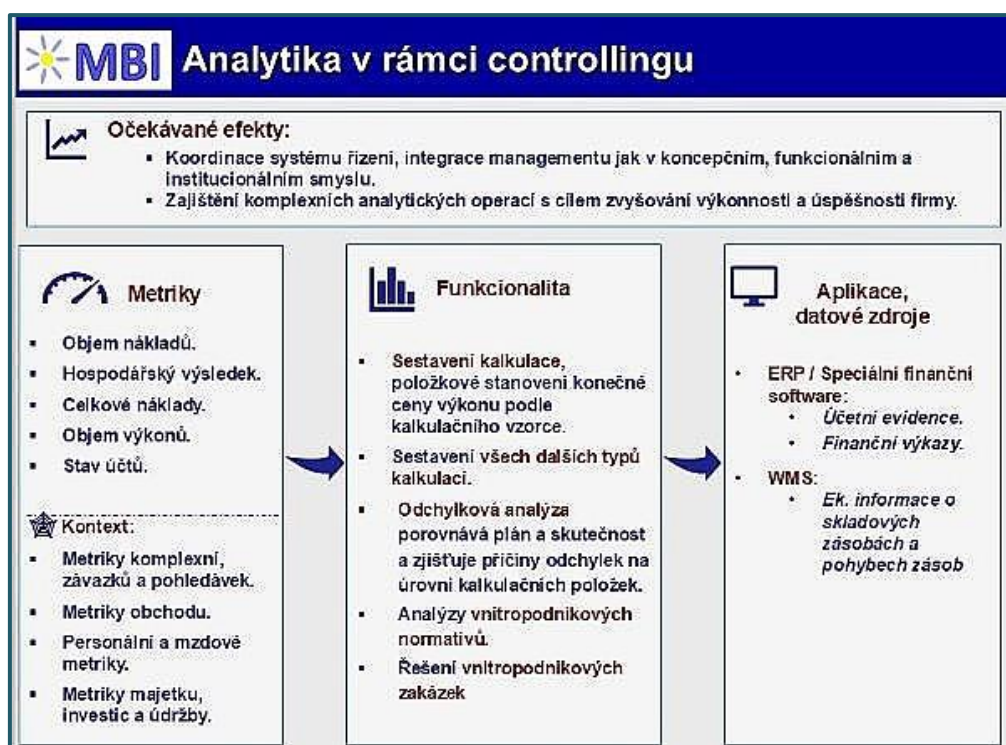 MBI Analytika v rámci controllingu
Očekávané efekty:
▪ Koordinace systému řízení, integrace managementu jak v koncepčním, funkcionálním a
institucionálním smyslu.
▪ Zajištění komplexních analytických operací s cílem zvyšování výkonnosti a úspěšnosti firmy.
Metriky
▪ Objem nákladů.
▪ Hospodářský výsledek.
▪ Celkové náklady.
▪ Objem výkonů.
▪ Stav účtů.
Kontext:
▪ Metriky komplexní,
závazků a pohledávek.
▪ Metriky obchodu.
▪ Personální a mzdové
metriky.
▪ Metriky majetku,
investic a údržby.
Funkcionalita
▪ Sestavení kalkulace,
položkové stanovení konečné
ceny výkonu podle
kalkulačního vzorce.
▪ Sestavení všech dalších typů
kalkulací.
▪ Odchylková analýza
porovnává plán a skutečnost
a zjišťuje příčiny odchylek na
úrovni kalkulačních položek.
▪ Analýzy vnitropodnikových
normativů.
▪ Řešení vnitropodnikových
zakázek
Aplikace,
datové zdroje
• ERP / Speciální finanční
software:
• Účetní evidence.
• Finanční výkazy.
• WMS:
• Ek. informace o
skladových
zásobách a
pohybech zásob